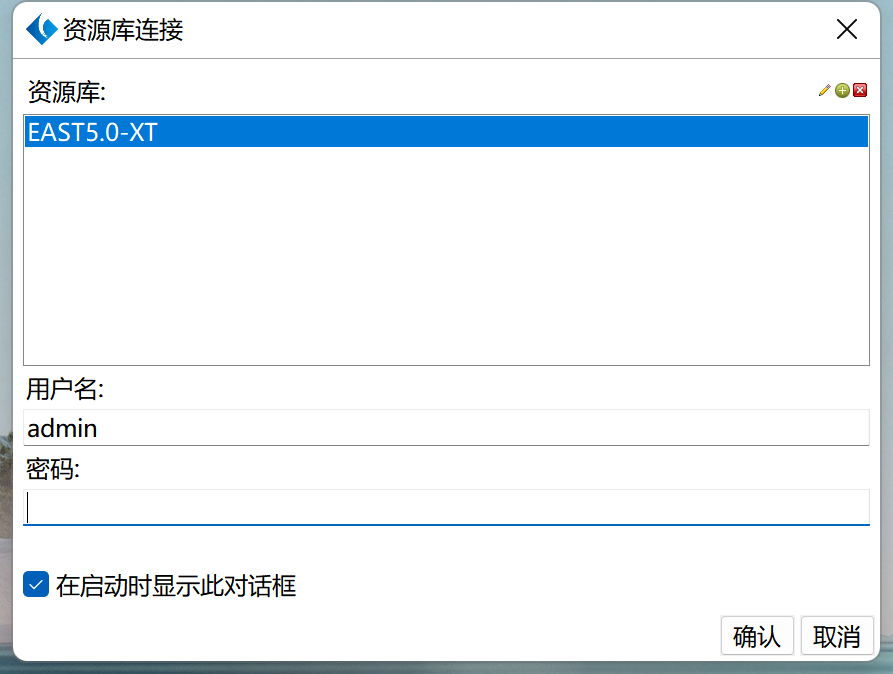 资源库连接
资源库:
EAST5.0-XT
用户名:
admin
密码:
在启动时显示此对话框
确认
取消